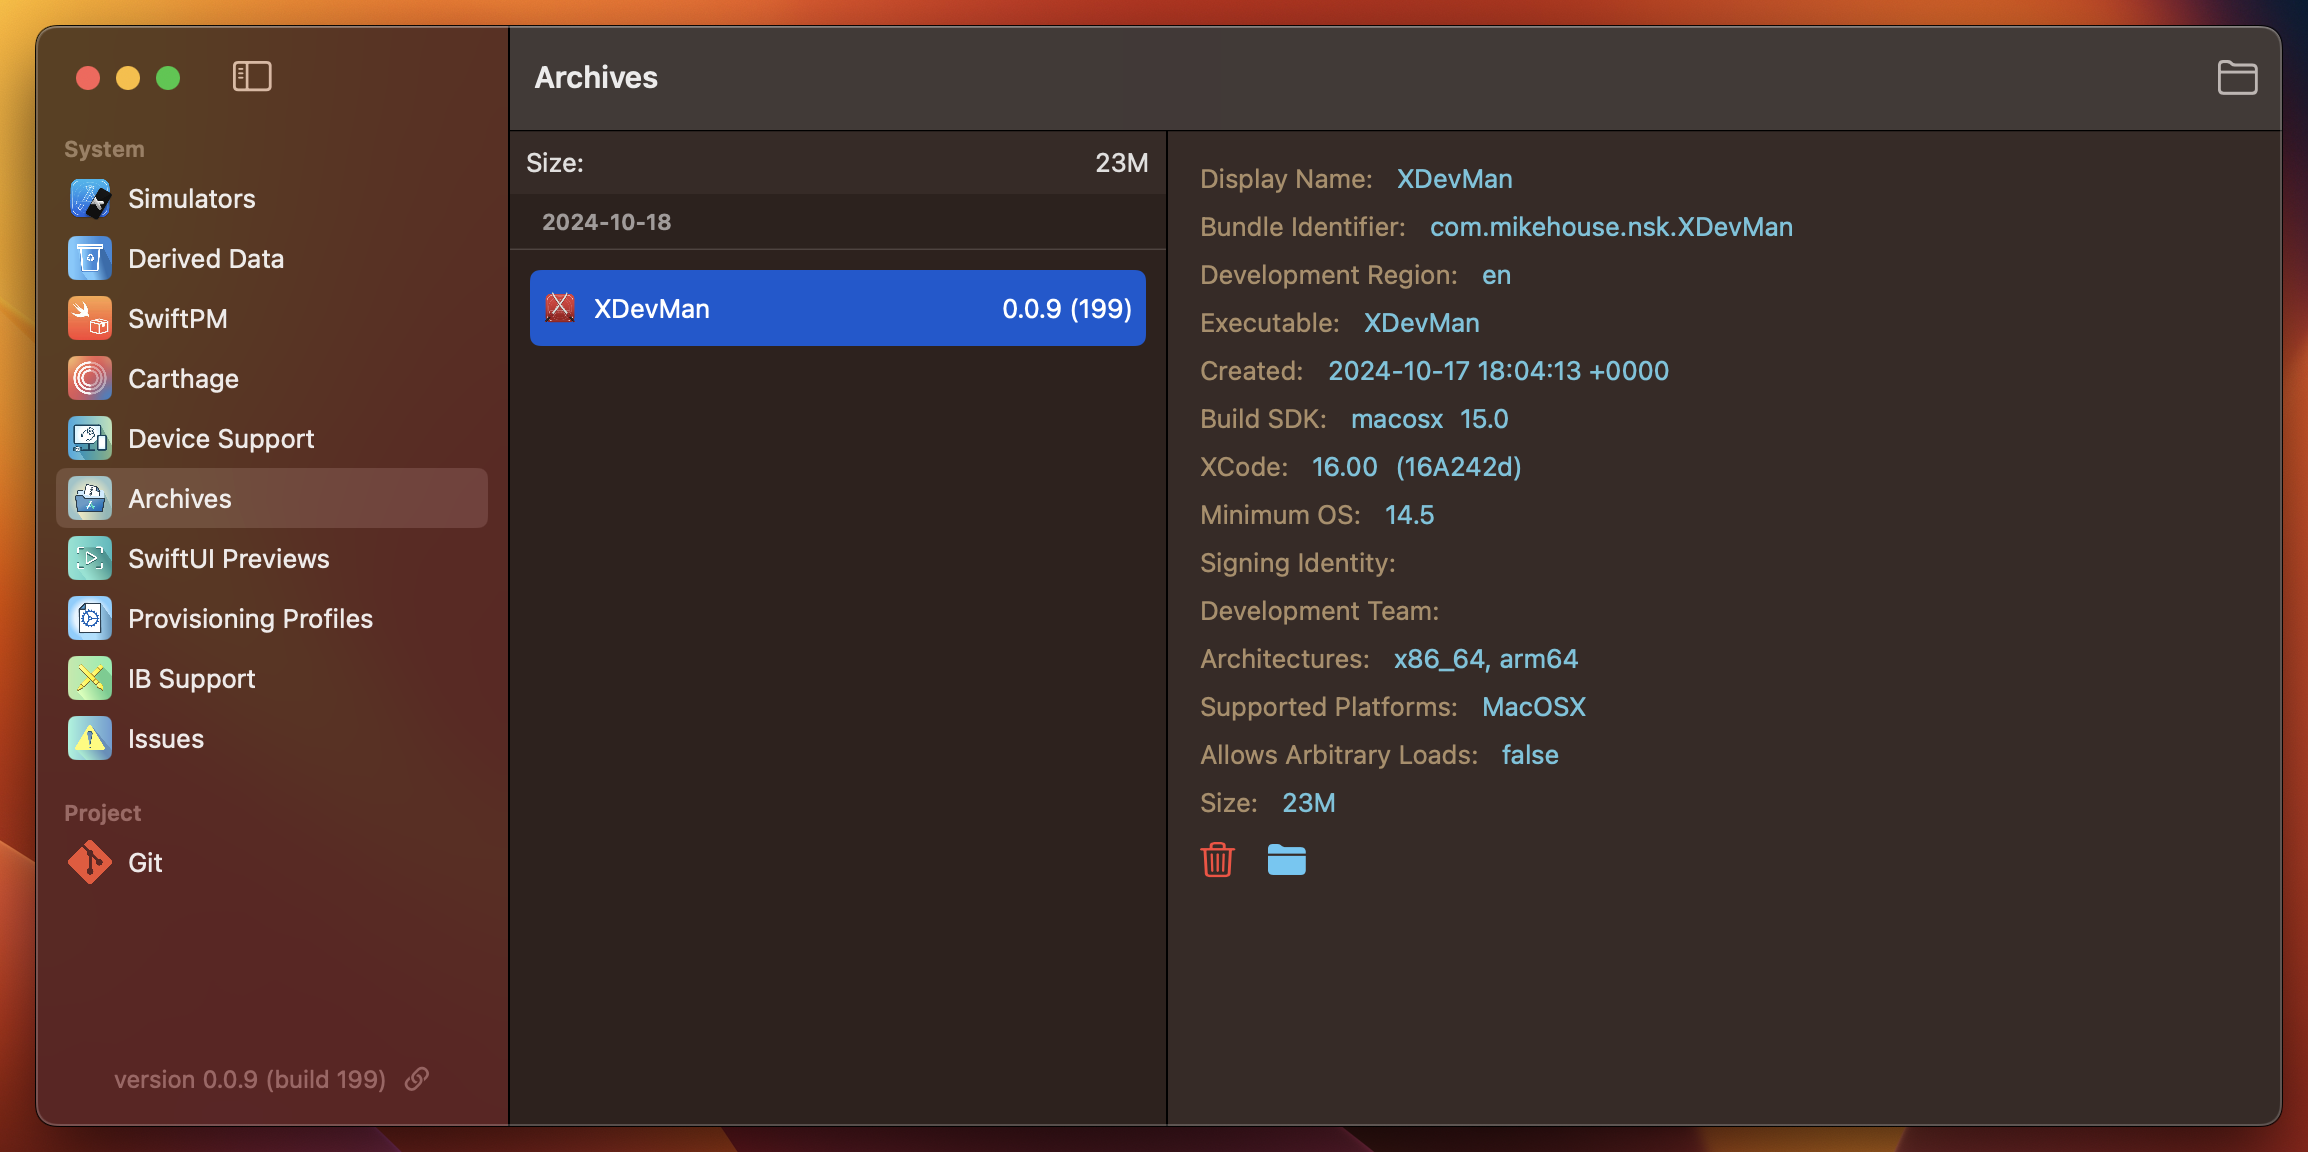 System
Simulators
Derived Data
SwiftPM
Carthage
Device Support
Archives
SwiftUI Previews
Provisioning Profiles
IB Support
Issues
Project
Git
version 0.0.9 (build 199)
Archives
Size: 23M
2024-10-18
XDevMan 0.0.9 (199)
Display Name: XDevMan
Bundle Identifier: com.mikehouse.nsk.XDevMan
Development Region: en
Executable: XDevMan
Created: 2024-10-17 18:04:13 +0000
Build SDK: macosx 15.0
XCode: 16.00 (16A242d)
Minimum OS: 14.5
Signing Identity:
Development Team:
Architectures: x86_64, arm64
Supported Platforms: MacOSX
Allows Arbitrary Loads: false
Size: 23M